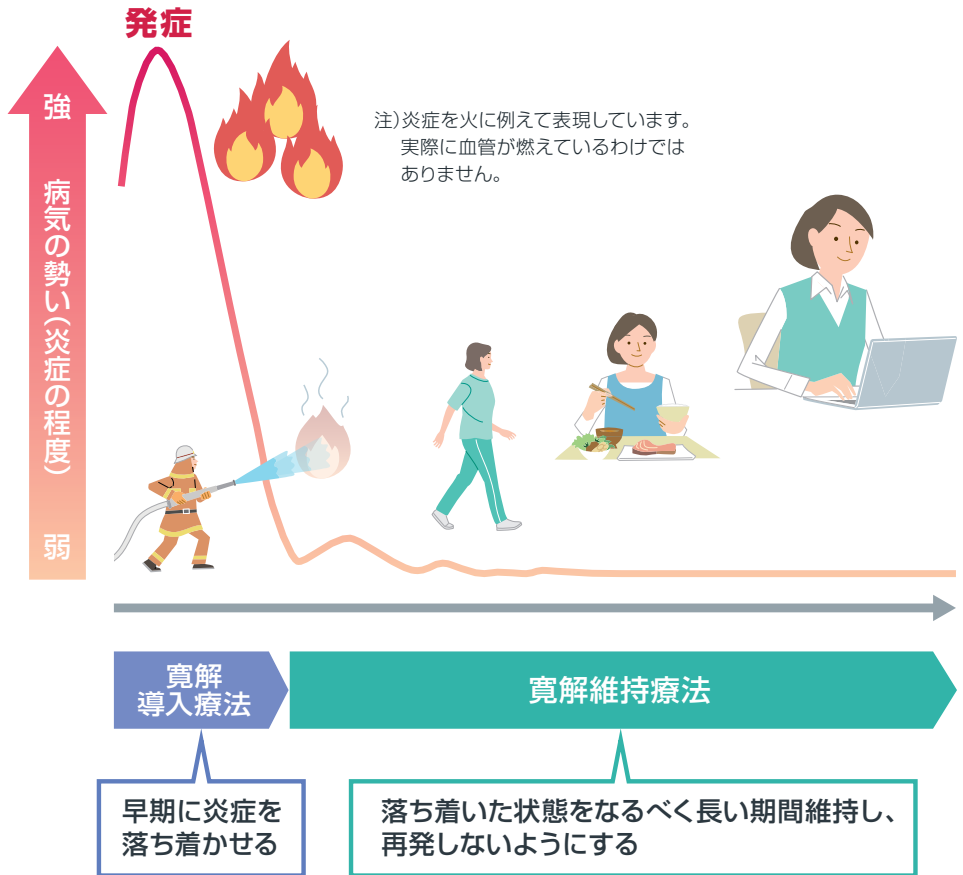 発症
強
病気の勢い(炎症の程度)
弱
注)炎症を火に例えて表現しています。
実際に血管が燃えているわけでは
ありません。
寛解
導入療法
寛解維持療法
早期に炎症を
落ち着かせる
落ち着いた状態をなるべく長い期間維持し、
再発しないようにする